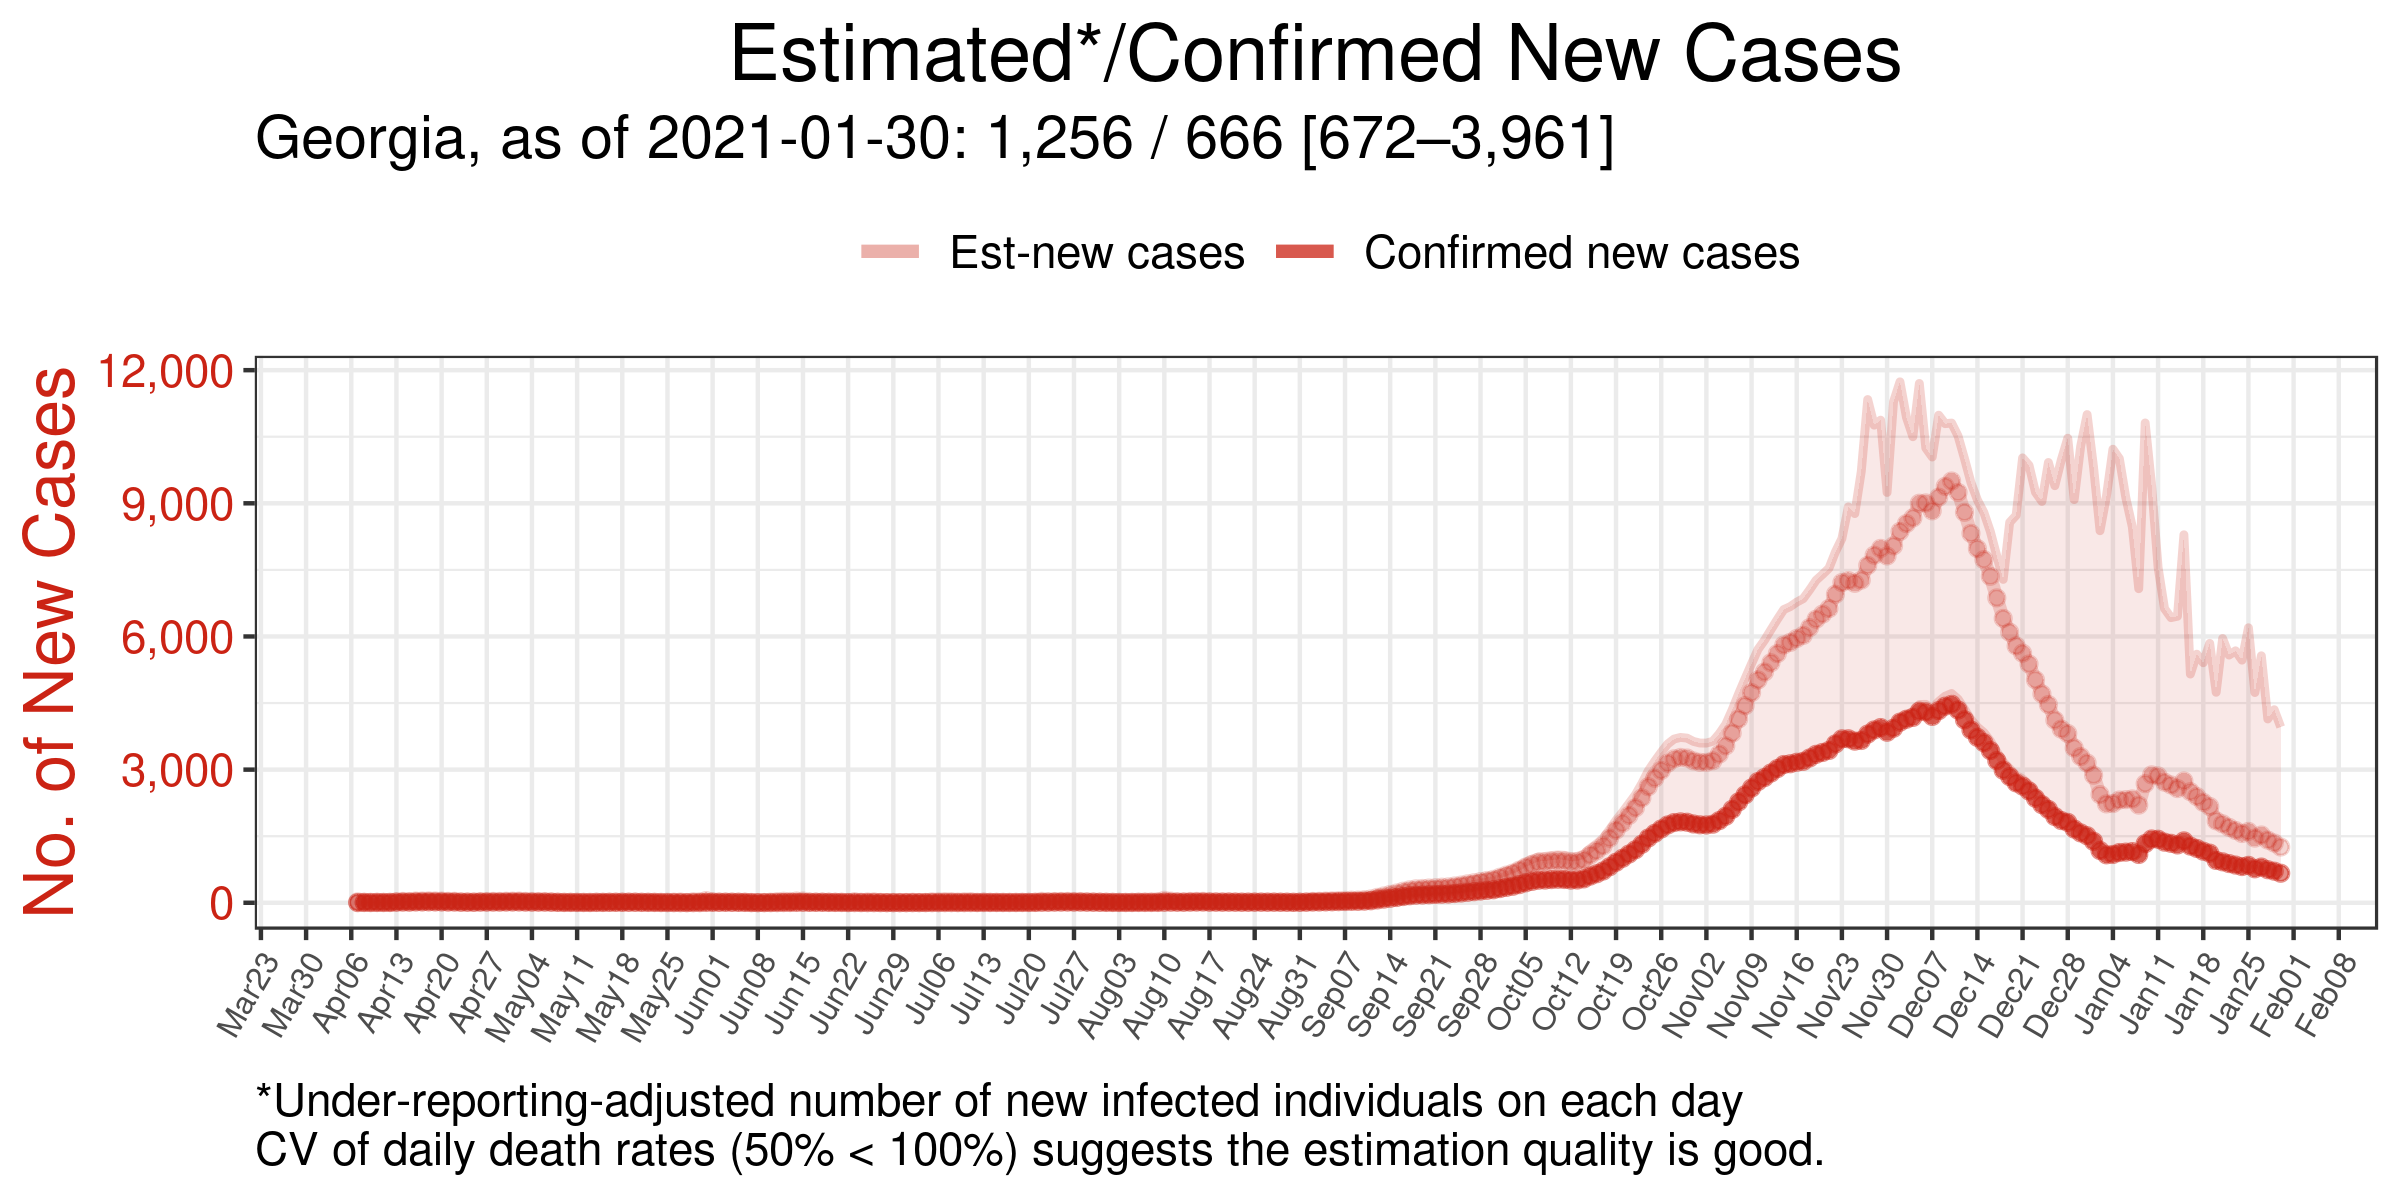 Estimated*/Confirmed New Cases
Georgia, as of 2021-01-30: 1,256 / 666 [672–3,961]
Est-new cases Confirmed new cases
No. of New Cases
12,000
9,000
6,000
3,000
0
Mar23 Mar30 Apr06 Apr13 Apr20 Apr27 May04 May11 May18 May25 Jun01 Jun08 Jun15 Jun22 Jun29 Jul06 Jul13 Jul20 Jul27 Aug03 Aug10 Aug17 Aug24 Aug31 Sep07 Sep14 Sep21 Sep28 Oct05 Oct12 Oct19 Oct26 Nov02 Nov09 Nov16 Nov23 Nov30 Dec07 Dec14 Dec21 Dec28 Jan04 Jan11 Jan18 Jan25 Feb01 Feb08
*Under-reporting-adjusted number of new infected individuals on each day
CV of daily death rates (50% < 100%) suggests the estimation quality is good.